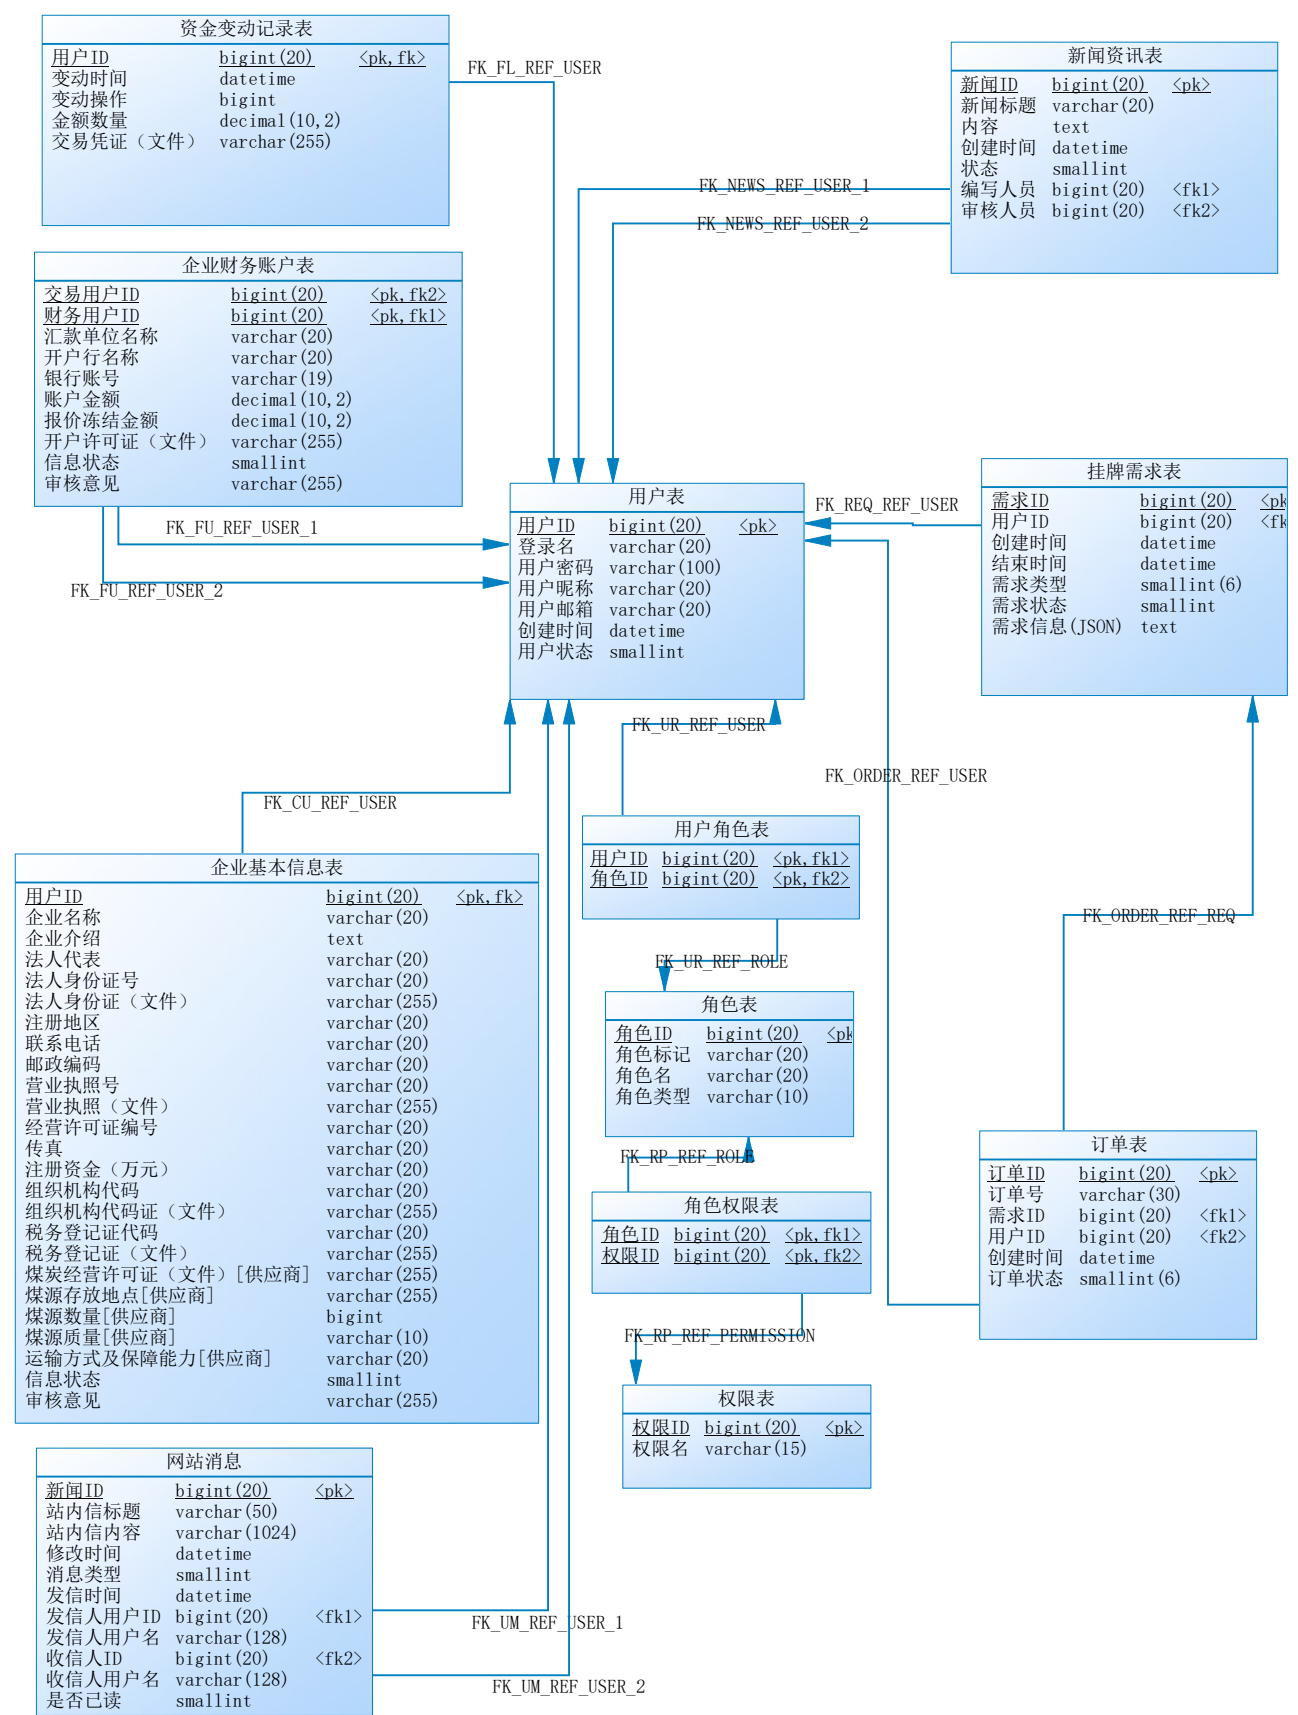 资金变动记录表
用户ID bigint(20) <pk,fk>
变动时间 datetime
变动操作 bigint
金额数量 decimal(10,2)
交易凭证（文件） varchar(255)
FK_FL_REF_USER
新闻资讯表
新闻ID bigint(20) <pk>
新闻标题 varchar(20)
内容 text
创建时间 datetime
状态 smallint
编写人员 bigint(20) <fk1>
审核人员 bigint(20) <fk2>
FK_NEWS_REF_USER_1
FK_NEWS_REF_USER_2
企业财务账户表
交易用户ID bigint(20) <pk,fk2>
财务用户ID bigint(20) <pk,fk1>
汇款单位名称 varchar(20)
开户行名称 varchar(20)
银行账号 varchar(19)
账户金额 decimal(10,2)
报价冻结金额 decimal(10,2)
开户许可证（文件） varchar(255)
信息状态 smallint
审核意见 varchar(255)
FK_FU_REF_USER_1
FK_FU_REF_USER_2
用户表
用户ID bigint(20) <pk>
登录名 varchar(20)
用户密码 varchar(100)
用户昵称 varchar(20)
用户邮箱 varchar(20)
创建时间 datetime
用户状态 smallint
FK_REQ_REF_USER
挂牌需求表
需求ID bigint(20) <pk
用户ID bigint(20) <fk
创建时间 datetime
结束时间 datetime
需求类型 smallint(6)
需求状态 smallint
需求信息(JSON) text
FK_UR_REF_USER
FK_ORDER_REF_USER
FK_CU_REF_USER
用户角色表
用户ID bigint(20) <pk,fk1>
角色ID bigint(20) <pk,fk2>
FK_ORDER_REF_REQ
FK_UR_REF_ROLE
企业基本信息表
用户ID bigint(20) <pk,fk>
企业名称 varchar(20)
企业介绍 text
法人代表 varchar(20)
法人身份证号 varchar(20)
法人身份证（文件） varchar(255)
注册地区 varchar(20)
联系电话 varchar(20)
邮政编码 varchar(20)
营业执照号 varchar(20)
营业执照（文件） varchar(255)
经营许可证编号 varchar(20)
传真 varchar(20)
注册资金（万元） varchar(20)
组织机构代码 varchar(20)
组织机构代码证（文件） varchar(255)
税务登记证代码 varchar(20)
税务登记证（文件） varchar(255)
煤炭经营许可证（文件）[供应商] varchar(255)
煤源存放地点[供应商] varchar(255)
煤源数量[供应商] bigint
煤源质量[供应商] varchar(10)
运输方式及保障能力[供应商] varchar(20)
信息状态 smallint
审核意见 varchar(255)
角色表
角色ID bigint(20) <pk
角色标记 varchar(20)
角色名 varchar(20)
角色类型 varchar(10)
FK_RP_REF_ROLE
角色权限表
角色ID bigint(20) <pk,fk1>
权限ID bigint(20) <pk,fk2>
FK_RP_REF_PERMISSION
权限表
权限ID bigint(20) <pk>
权限名 varchar(15)
订单表
订单ID bigint(20) <pk>
订单号 varchar(30)
需求ID bigint(20) <fk1>
用户ID bigint(20) <fk2>
创建时间 datetime
订单状态 smallint(6)
网站消息
新闻ID bigint(20) <pk>
站内信标题 varchar(50)
站内信内容 varchar(1024)
修改时间 datetime
消息类型 smallint
发信时间 datetime
发信人用户ID bigint(20) <fk1>
发信人用户名 varchar(128)
收信人ID bigint(20) <fk2>
收信人用户名 varchar(128)
是否已读 smallint
FK_UM_REF_USER_1
FK_UM_REF_USER_2